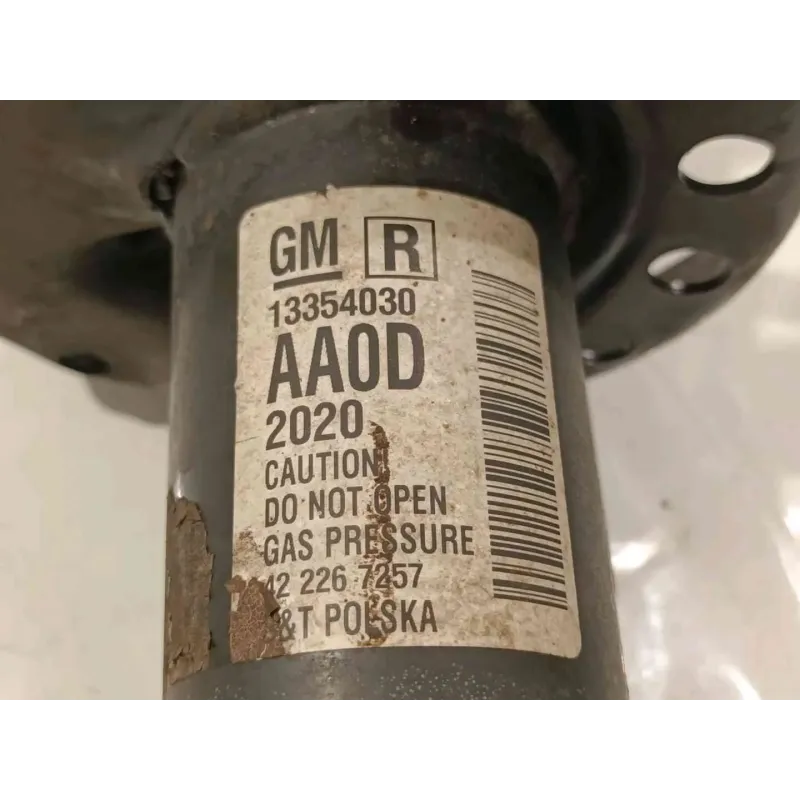 GM R
13354030
AA0D
2020
CAUTION!
DO NOT OPEN
GAS PRESSURE
42 226 7257
&T POLSKA